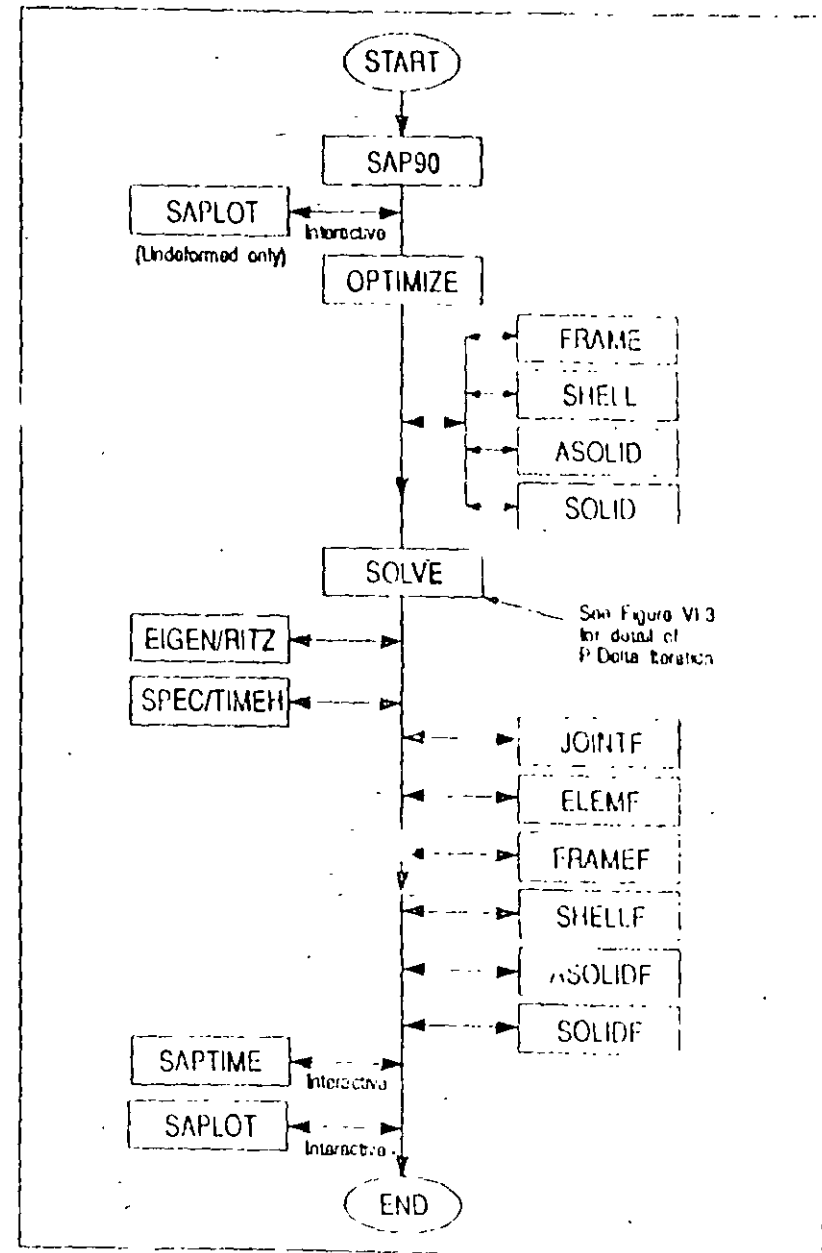 START
SAP90
SAPLOT
Interactive
(Undeformed only)
OPTIMIZE
FRAME
SHELL
ASOLID
SOLID
SOLVE
See Figure VI.3
for detail of
P-Delta Iteration
EIGEN/RITZ
SPEC/TIMEH
JOINTF
ELEMF
FRAMEF
SHELLF
ASOLIDF
SOLIDF
SAPTIME
Interactive
SAPLOT
Interactive
END